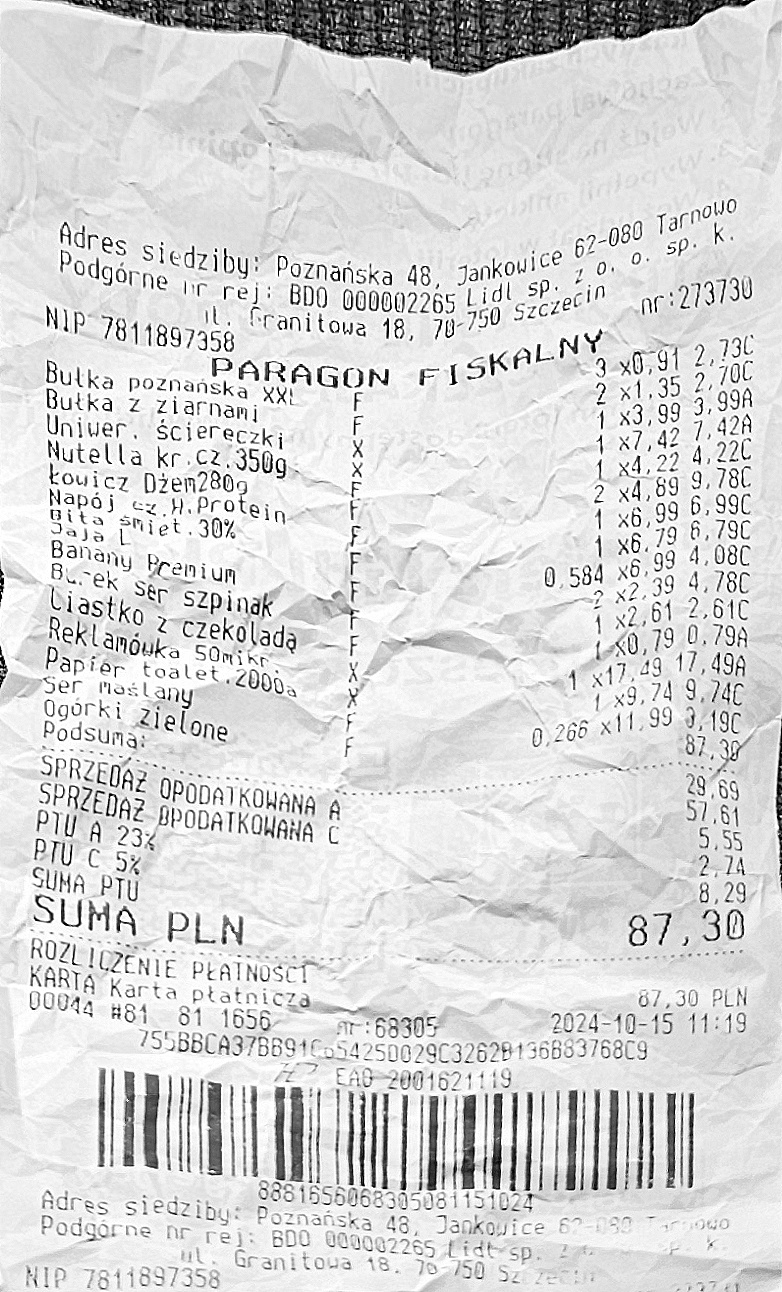 Adres siedziby: Poznańska 48, Jankowice 62-080 Tarnowo
Podgórne nr rej: BDO 000002265 Lidl sp. z o. o. sp. k.
ul. Granitowa 18, 70-750 Szczecin
NIP 7811897358 nr:273730
PARAGON FISKALNY
Bułka poznańska XXL F 3 x0,91 2,73C
Bułka z ziarnami F 2 x1,35 2,70C
Uniwer. ściereczki X 1 x3,99 3,99A
Nutella kr.cz.350g X 1 x7,42 7,42A
Łowicz Dżem280g F 1 x4,22 4,22C
Napój cz.H.Protein F 2 x4,89 9,78C
Bita śmiet.30% F 1 x6,99 6,99C
Jaja L F 1 x6,79 6,79C
Banany Premium F 0,584 x6,99 4,08C
Burek ser szpinak F 2 x2,39 4,78C
Ciastko z czekoladą F 1 x2,61 2,61C
Reklamówka 50mikr. X 1 x0,79 0,79A
Papier toalet.2000a X 1 x17,49 17,49A
Ser maślany F 1 x9,74 9,74C
Ogórki zielone F 0,266 x11,99 3,19C
Podsuma: 87,30
SPRZEDAŻ OPODATKOWANA A 29,69
SPRZEDAŻ OPODATKOWANA C 57,61
PTU A 23% 5,55
PTU C 5% 2,74
SUMA PTU 8,29
SUMA PLN 87,30
ROZLICZENIE PŁATNOŚCI
KARTA Karta płatnicza 87,30 PLN
00044 #81 81 1656 nr:68305 2024-10-15 11:19
EAO 2001621119
8881656068305081151024
Adres siedziby: Poznańska 48, Jankowice 62-080 Tarnowo
Podgórne nr rej: BDO 000002265 Lidl sp. z o. sp. k.
ul. Granitowa 18, 70-750 Szczecin
NIP 7811897358